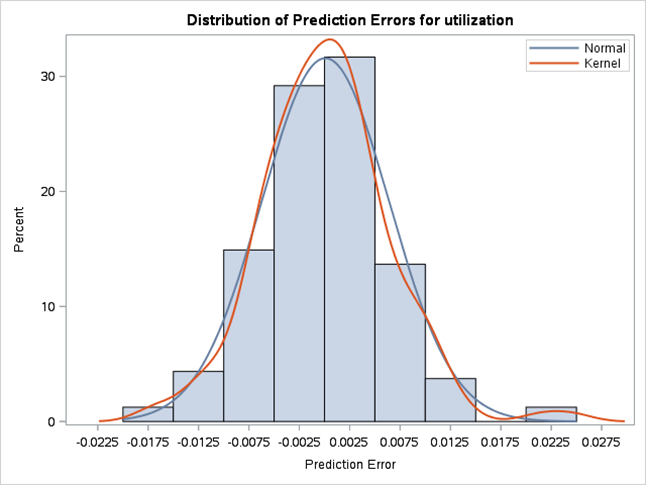 Distribution of Prediction Errors for utilization
Normal
Kernel
30
20
10
0
Percent
-0.0225 -0.0175 -0.0125 -0.0075 -0.0025 0.0025 0.0075 0.0125 0.0175 0.0225 0.0275
Prediction Error